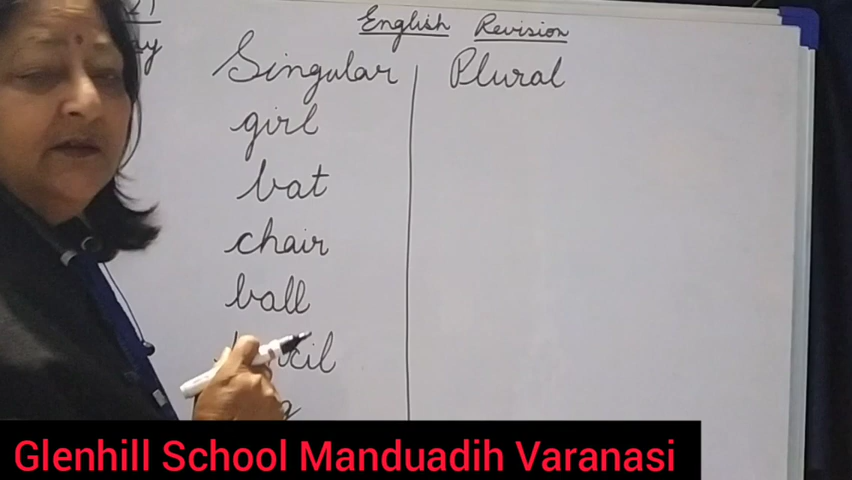 English Revision
Singular Plural
girl
bat
chair
ball
Glenhill School Manduadih Varanasi